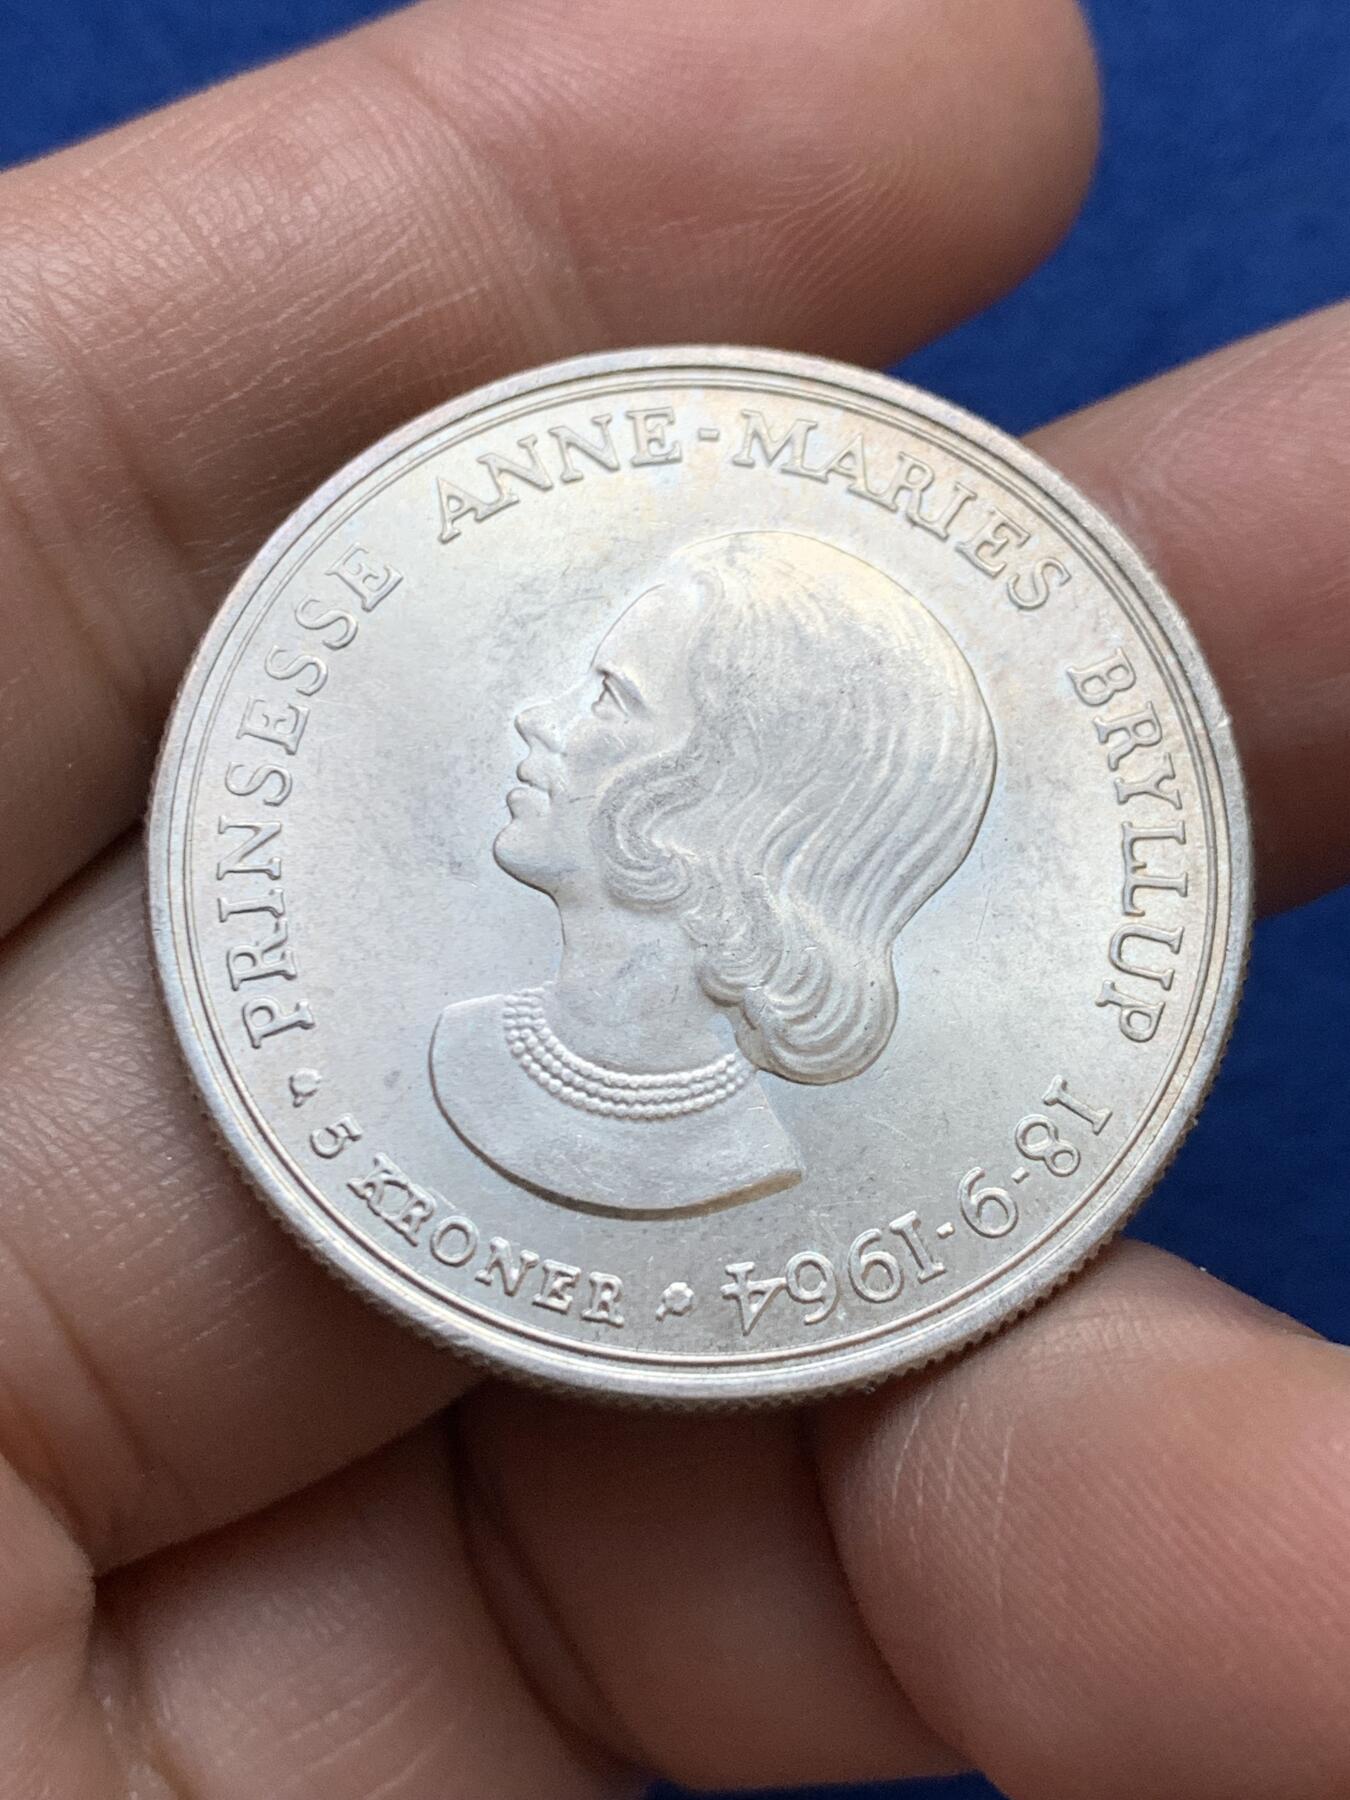 PRINSESSE ANNE-MARIES BRYLLUP 18-9-1964
5 KRONER